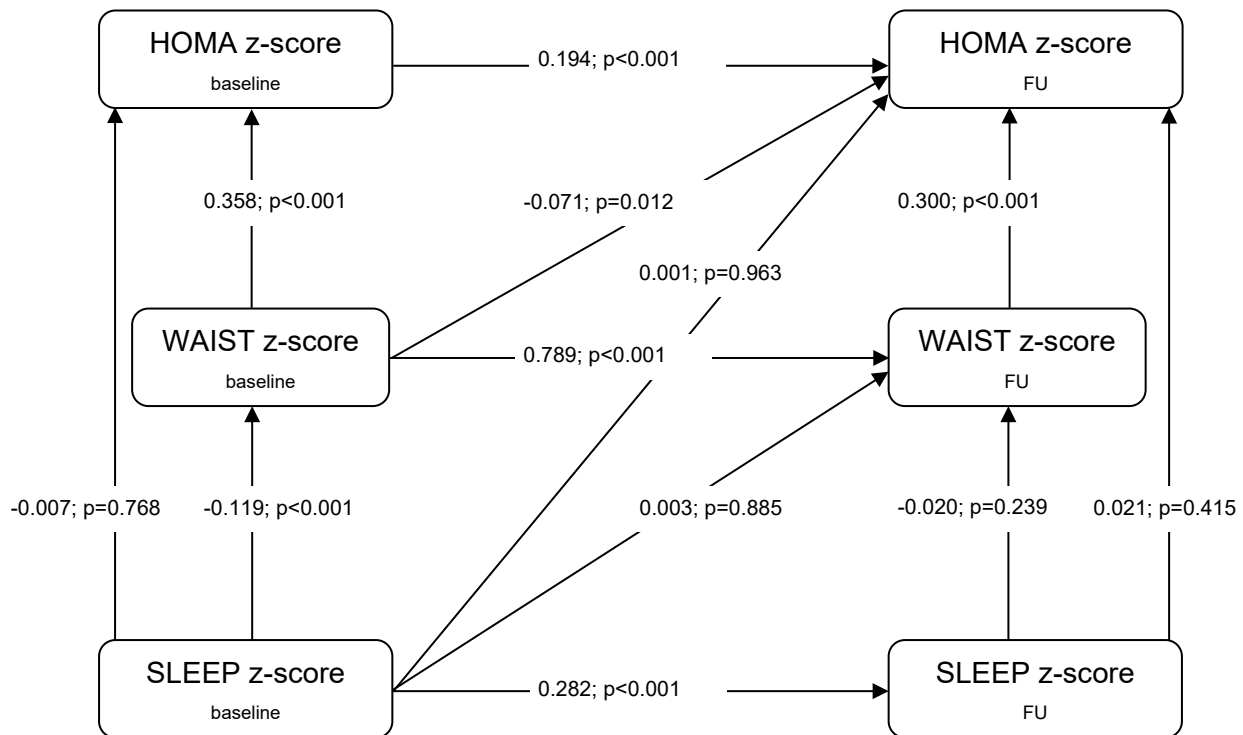 HOMA z-score
baseline
HOMA z-score
FU
0.194; p<0.001
0.358; p<0.001
-0.071; p=0.012
0.300; p<0.001
0.001; p=0.963
WAIST z-score
baseline
0.789; p<0.001
WAIST z-score
FU
-0.007; p=0.768
-0.119; p<0.001
0.003; p=0.885
-0.020; p=0.239
0.021; p=0.415
SLEEP z-score
baseline
0.282; p<0.001
SLEEP z-score
FU